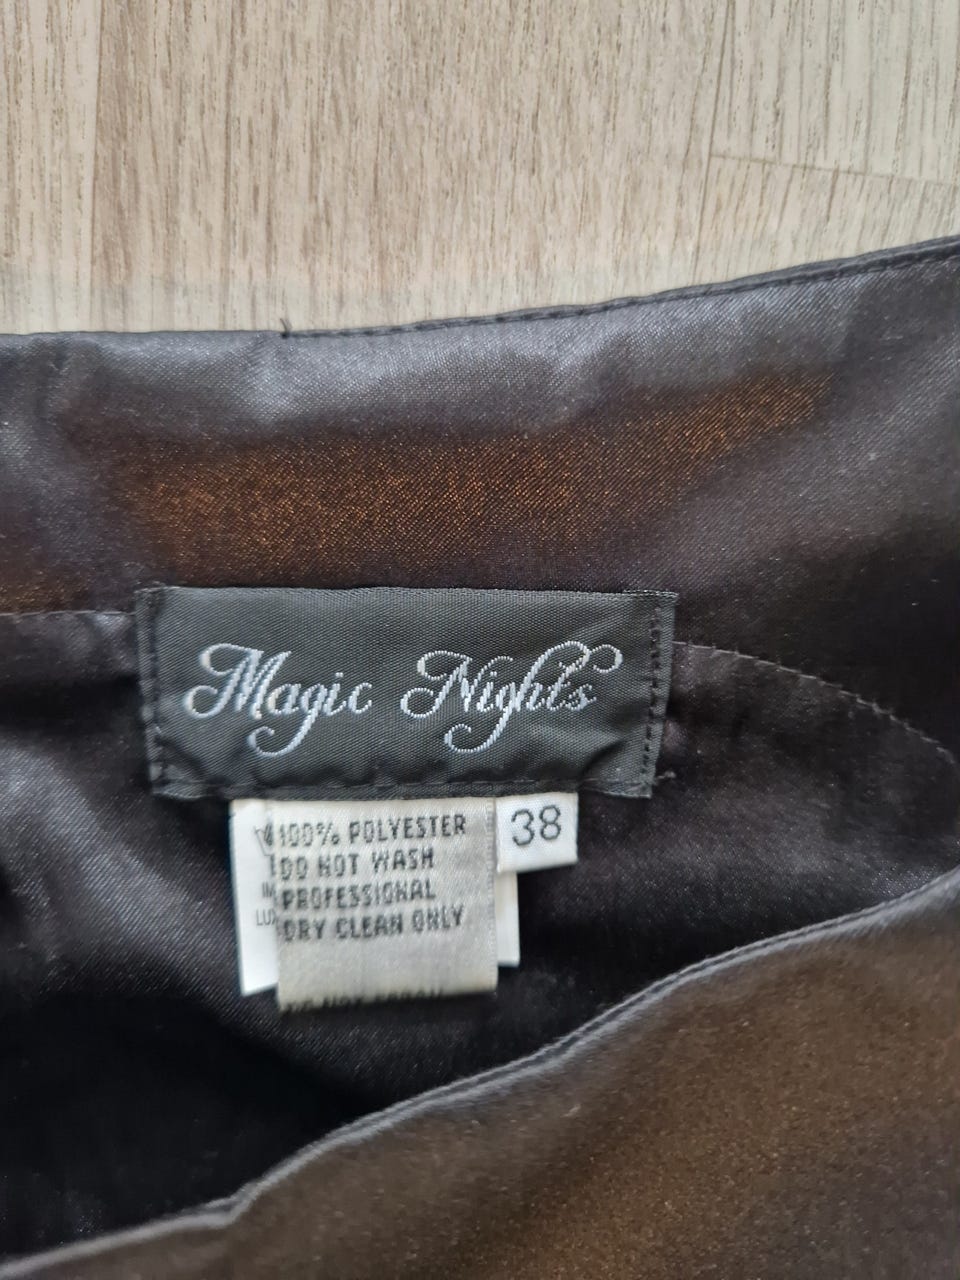 Magic Nights
38
100% POLYESTER
DO NOT WASH
PROFESSIONAL
DRY CLEAN ONLY